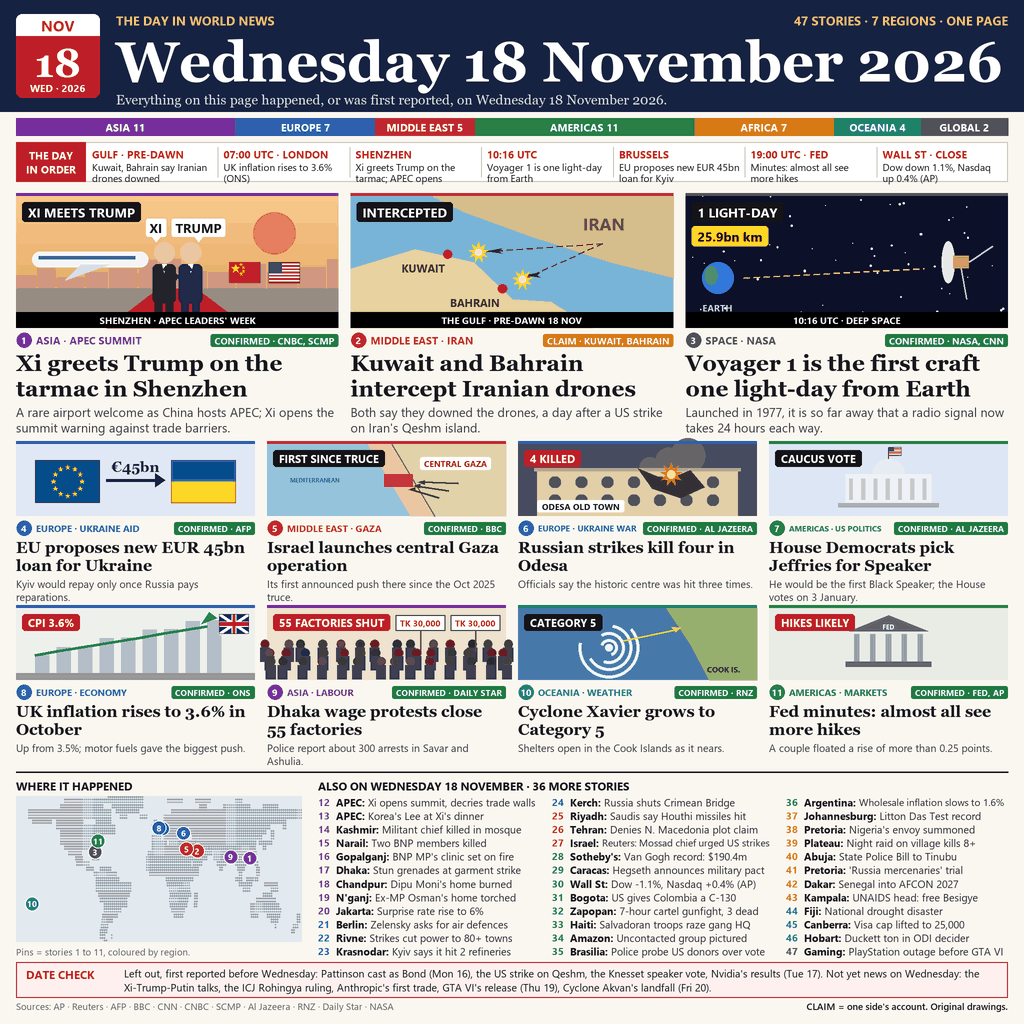 NOV
18
WED · 2026
THE DAY IN WORLD NEWS
47 STORIES · 7 REGIONS · ONE PAGE
Wednesday 18 November 2026
Everything on this page happened, or was first reported, on Wednesday 18 November 2026.
ASIA 11
EUROPE 7
MIDDLE EAST 5
AMERICAS 11
AFRICA 7
OCEANIA 4
GLOBAL 2
THE DAY
IN ORDER
GULF · PRE-DAWN
Kuwait, Bahrain say Iranian
drones downed
07:00 UTC · LONDON
UK inflation rises to 3.6%
(ONS)
SHENZHEN
Xi greets Trump on the
tarmac; APEC opens
10:16 UTC
Voyager 1 is one light-day
from Earth
BRUSSELS
EU proposes new EUR 45bn
loan for Kyiv
19:00 UTC · FED
Minutes: almost all see
more hikes
WALL ST · CLOSE
Dow down 1.1%, Nasdaq
up 0.4% (AP)
XI MEETS TRUMP
XI
TRUMP
SHENZHEN · APEC LEADERS' WEEK
1 ASIA · APEC SUMMIT
CONFIRMED · CNBC, SCMP
Xi greets Trump on the
tarmac in Shenzhen
A rare airport welcome as China hosts APEC; Xi opens the
summit warning against trade barriers.
INTERCEPTED
IRAN
KUWAIT
BAHRAIN
THE GULF · PRE-DAWN 18 NOV
2 MIDDLE EAST · IRAN
CLAIM · KUWAIT, BAHRAIN
Kuwait and Bahrain
intercept Iranian drones
Both say they downed the drones, a day after a US strike
on Iran's Qeshm island.
1 LIGHT-DAY
25.9bn km
EARTH
10:16 UTC · DEEP SPACE
3 SPACE · NASA
CONFIRMED · NASA, CNN
Voyager 1 is the first craft
one light-day from Earth
Launched in 1977, it is so far away that a radio signal now
takes 24 hours each way.
€45bn
4 EUROPE · UKRAINE AID
CONFIRMED · AFP
EU proposes new EUR 45bn
loan for Ukraine
Kyiv would repay only once Russia pays
reparations.
FIRST SINCE TRUCE
CENTRAL GAZA
MEDITERRANEAN
5 MIDDLE EAST · GAZA
CONFIRMED · BBC
Israel launches central Gaza
operation
Its first announced push there since the Oct 2025
truce.
4 KILLED
ODESA OLD TOWN
6 EUROPE · UKRAINE WAR
CONFIRMED · AL JAZEERA
Russian strikes kill four in
Odesa
Officials say the historic centre was hit three times.
CAUCUS VOTE
7 AMERICAS · US POLITICS
CONFIRMED · AL JAZEERA
House Democrats pick
Jeffries for Speaker
He would be the first Black Speaker; the House
votes on 3 January.
CPI 3.6%
8 EUROPE · ECONOMY
CONFIRMED · ONS
UK inflation rises to 3.6% in
October
Up from 3.5%; motor fuels gave the biggest push.
55 FACTORIES SHUT
TK 30,000
TK 30,000
9 ASIA · LABOUR
CONFIRMED · DAILY STAR
Dhaka wage protests close
55 factories
Police report about 300 arrests in Savar and
Ashulia.
CATEGORY 5
COOK IS.
10 OCEANIA · WEATHER
CONFIRMED · RNZ
Cyclone Xavier grows to
Category 5
Shelters open in the Cook Islands as it nears.
HIKES LIKELY
FED
11 AMERICAS · MARKETS
CONFIRMED · FED, AP
Fed minutes: almost all see
more hikes
A couple floated a rise of more than 0.25 points.
WHERE IT HAPPENED
8
6
11
3
5
2
9
1
10
Pins = stories 1 to 11, coloured by region.
ALSO ON WEDNESDAY 18 NOVEMBER · 36 MORE STORIES
12 APEC: Xi opens summit, decries trade walls
13 APEC: Korea's Lee at Xi's dinner
14 Kashmir: Militant chief killed in mosque
15 Narail: Two BNP members killed
16 Gopalganj: BNP MP's clinic set on fire
17 Dhaka: Stun grenades at garment strike
18 Chandpur: Dipu Moni's home burned
19 N'ganj: Ex-MP Osman's home torched
20 Jakarta: Surprise rate rise to 6%
21 Berlin: Zelensky asks for air defences
22 Rivne: Strikes cut power to 80+ towns
23 Krasnodar: Kyiv says it hit 2 refineries
24 Kerch: Russia shuts Crimean Bridge
25 Riyadh: Saudis say Houthi missiles hit
26 Tehran: Denies N. Macedonia plot claim
27 Israel: Reuters: Mossad chief urged US strikes
28 Sotheby's: Van Gogh record: $190.4m
29 Caracas: Hegseth announces military pact
30 Wall St: Dow -1.1%, Nasdaq +0.4% (AP)
31 Bogota: US gives Colombia a C-130
32 Zapopan: 7-hour cartel gunfight, 3 dead
33 Haiti: Salvadoran troops raze gang HQ
34 Amazon: Uncontacted group pictured
35 Brasilia: Police probe US donors over vote
36 Argentina: Wholesale inflation slows to 1.6%
37 Johannesburg: Litton Das Test record
38 Pretoria: Nigeria's envoy summoned
39 Plateau: Night raid on village kills 8+
40 Abuja: State Police Bill to Tinubu
41 Pretoria: 'Russia mercenaries' trial
42 Dakar: Senegal into AFCON 2027
43 Kampala: UNAIDS head: free Besigye
44 Fiji: National drought disaster
45 Canberra: Visa cap lifted to 25,000
46 Hobart: Duckett ton in ODI decider
47 Gaming: PlayStation outage before GTA VI
DATE CHECK
Left out, first reported before Wednesday: Pattinson cast as Bond (Mon 16), the US strike on Qeshm, the Knesset speaker vote, Nvidia's results (Tue 17). Not yet news on Wednesday: the
Xi-Trump-Putin talks, the ICJ Rohingya ruling, Anthropic's first trade, GTA VI's release (Thu 19), Cyclone Akvan's landfall (Fri 20).
Sources: AP · Reuters · AFP · BBC · CNN · CNBC · SCMP · Al Jazeera · RNZ · Daily Star · NASA
CLAIM = one side's account. Original drawings.